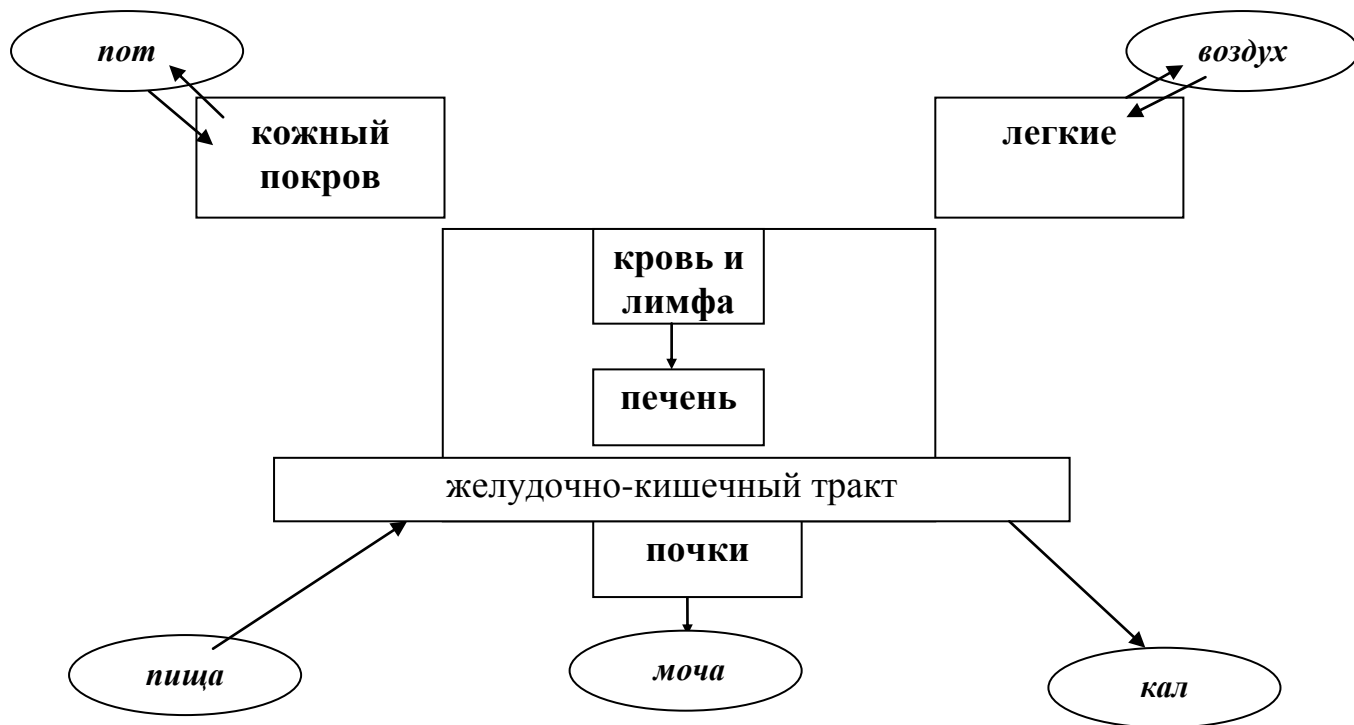 пот
воздух
кожный
покров
легкие
кровь и
лимфа
печень
желудочно-кишечный тракт
почки
пища
моча
кал